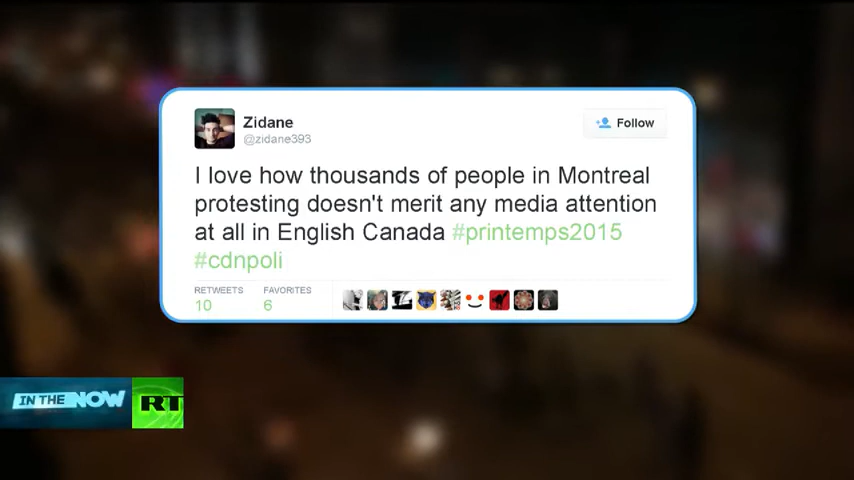 Zidane
@zidane393
Follow
I love how thousands of people in Montreal
protesting doesn't merit any media attention
at all in English Canada #printemps2015
#cdnpoli
RETWEETS FAVORITES
10 6
IN THE NOW RT